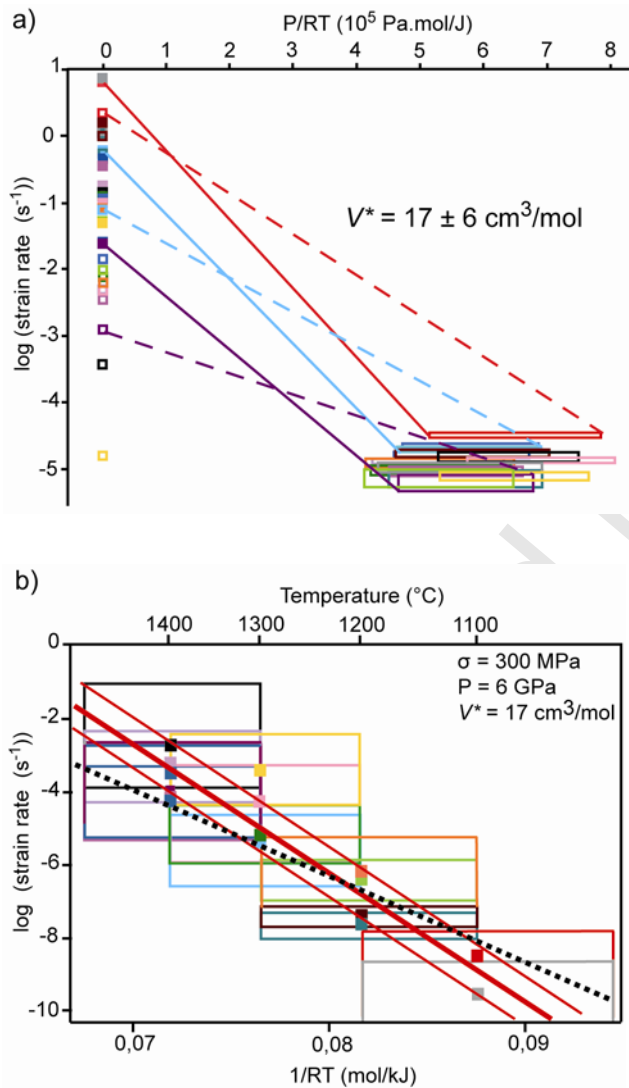 a)
P/RT (10⁵ Pa.mol/J)
0 1 2 3 4 5 6 7 8
1
0
-1
-2
-3
-4
-5
log (strain rate (s⁻¹))
V* = 17 ± 6 cm³/mol
b)
Temperature (°C)
1400 1300 1200 1100
0
-2
-4
-6
-8
-10
log (strain rate (s⁻¹))
σ = 300 MPa
P = 6 GPa
V* = 17 cm³/mol
0,07 0,08 0,09
1/RT (mol/kJ)